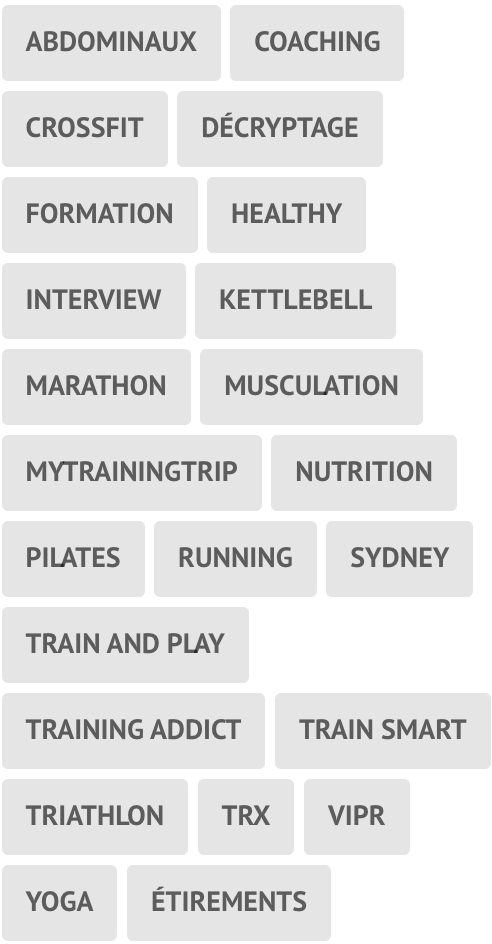 ABDOMINAUX COACHING
CROSSFIT DÉCRYPTAGE
FORMATION HEALTHY
INTERVIEW KETTLEBELL
MARATHON MUSCULATION
MYTRAININGTRIP NUTRITION
PILATES RUNNING SYDNEY
TRAIN AND PLAY
TRAINING ADDICT TRAIN SMART
TRIATHLON TRX VIPR
YOGA ÉTIREMENTS